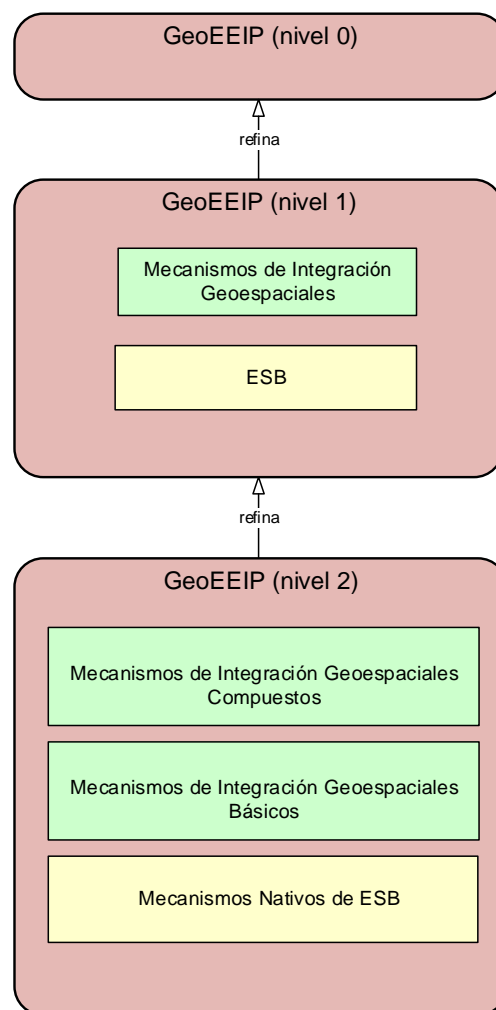 GeoEEIP (nivel 0)
refina
GeoEEIP (nivel 1)
Mecanismos de Integración
Geoespaciales
ESB
refina
GeoEEIP (nivel 2)
Mecanismos de Integración Geoespaciales
Compuestos
Mecanismos de Integración Geoespaciales
Básicos
Mecanismos Nativos de ESB